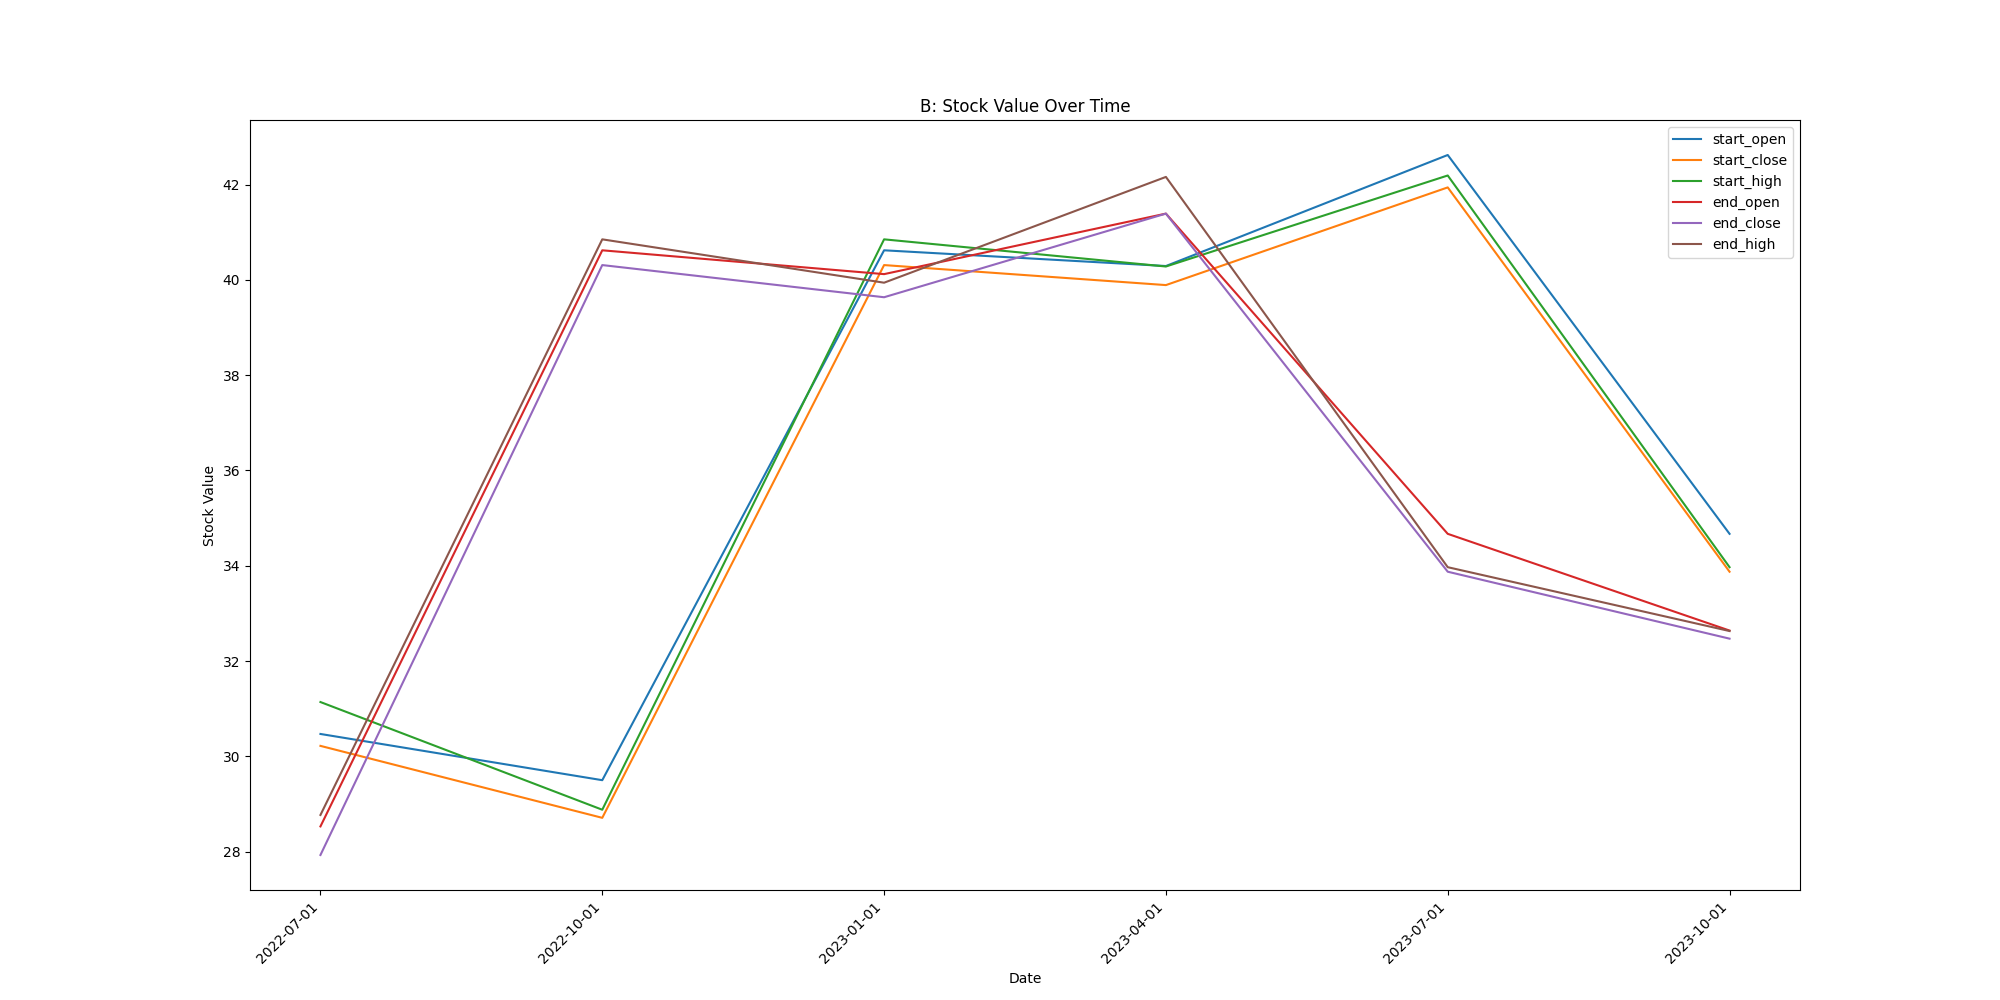 B: Stock Value Over Time
start_open
start_close
start_high
end_open
end_close
end_high
Stock Value
42
40
38
36
34
32
30
28
2022-07-01
2022-10-01
2023-01-01
2023-04-01
2023-07-01
2023-10-01
Date